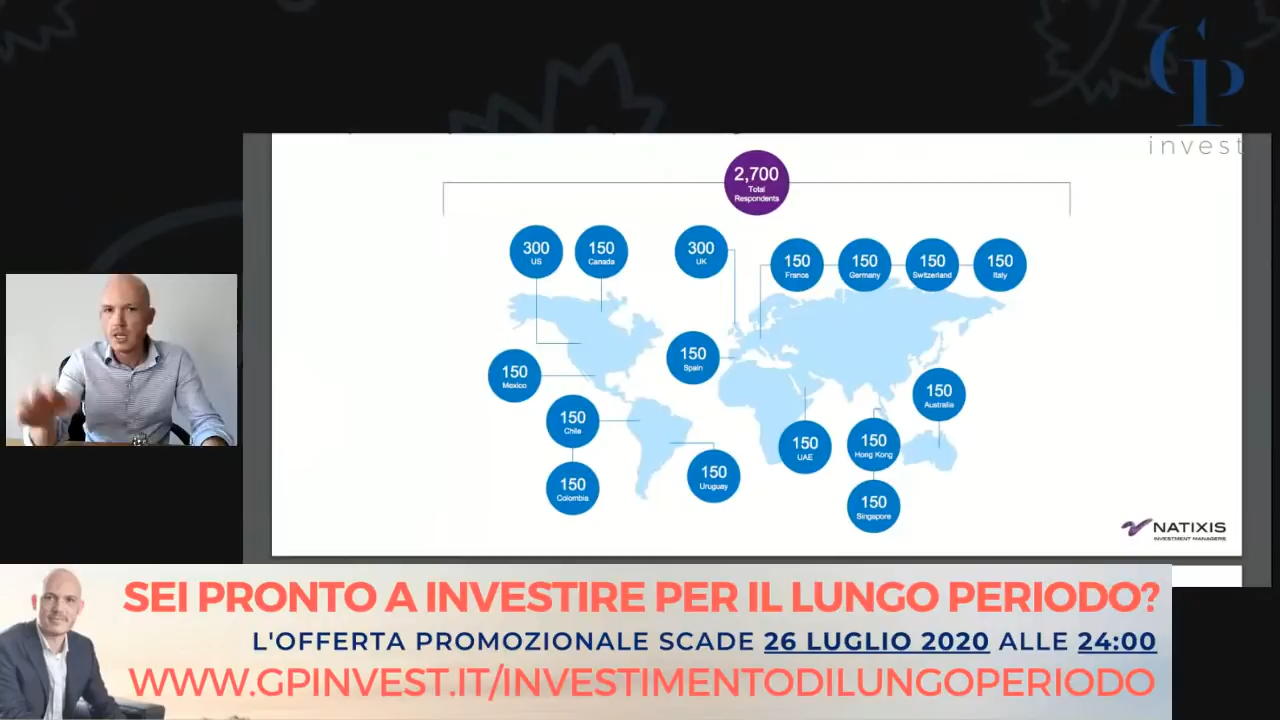 GP
invest
2,700
Total
Respondents
300
US
150
Canada
300
UK
150
France
150
Germany
150
Switzerland
150
Italy
150
Spain
150
Mexico
150
Australia
150
Chile
150
UAE
150
Hong Kong
150
Uruguay
150
Colombia
150
Singapore
NATIXIS
INVESTMENT MANAGERS
SEI PRONTO A INVESTIRE PER IL LUNGO PERIODO?
L'OFFERTA PROMOZIONALE SCADE 26 LUGLIO 2020 ALLE 24:00
WWW.GPINVEST.IT/INVESTIMENTODILUNGOPERIODO